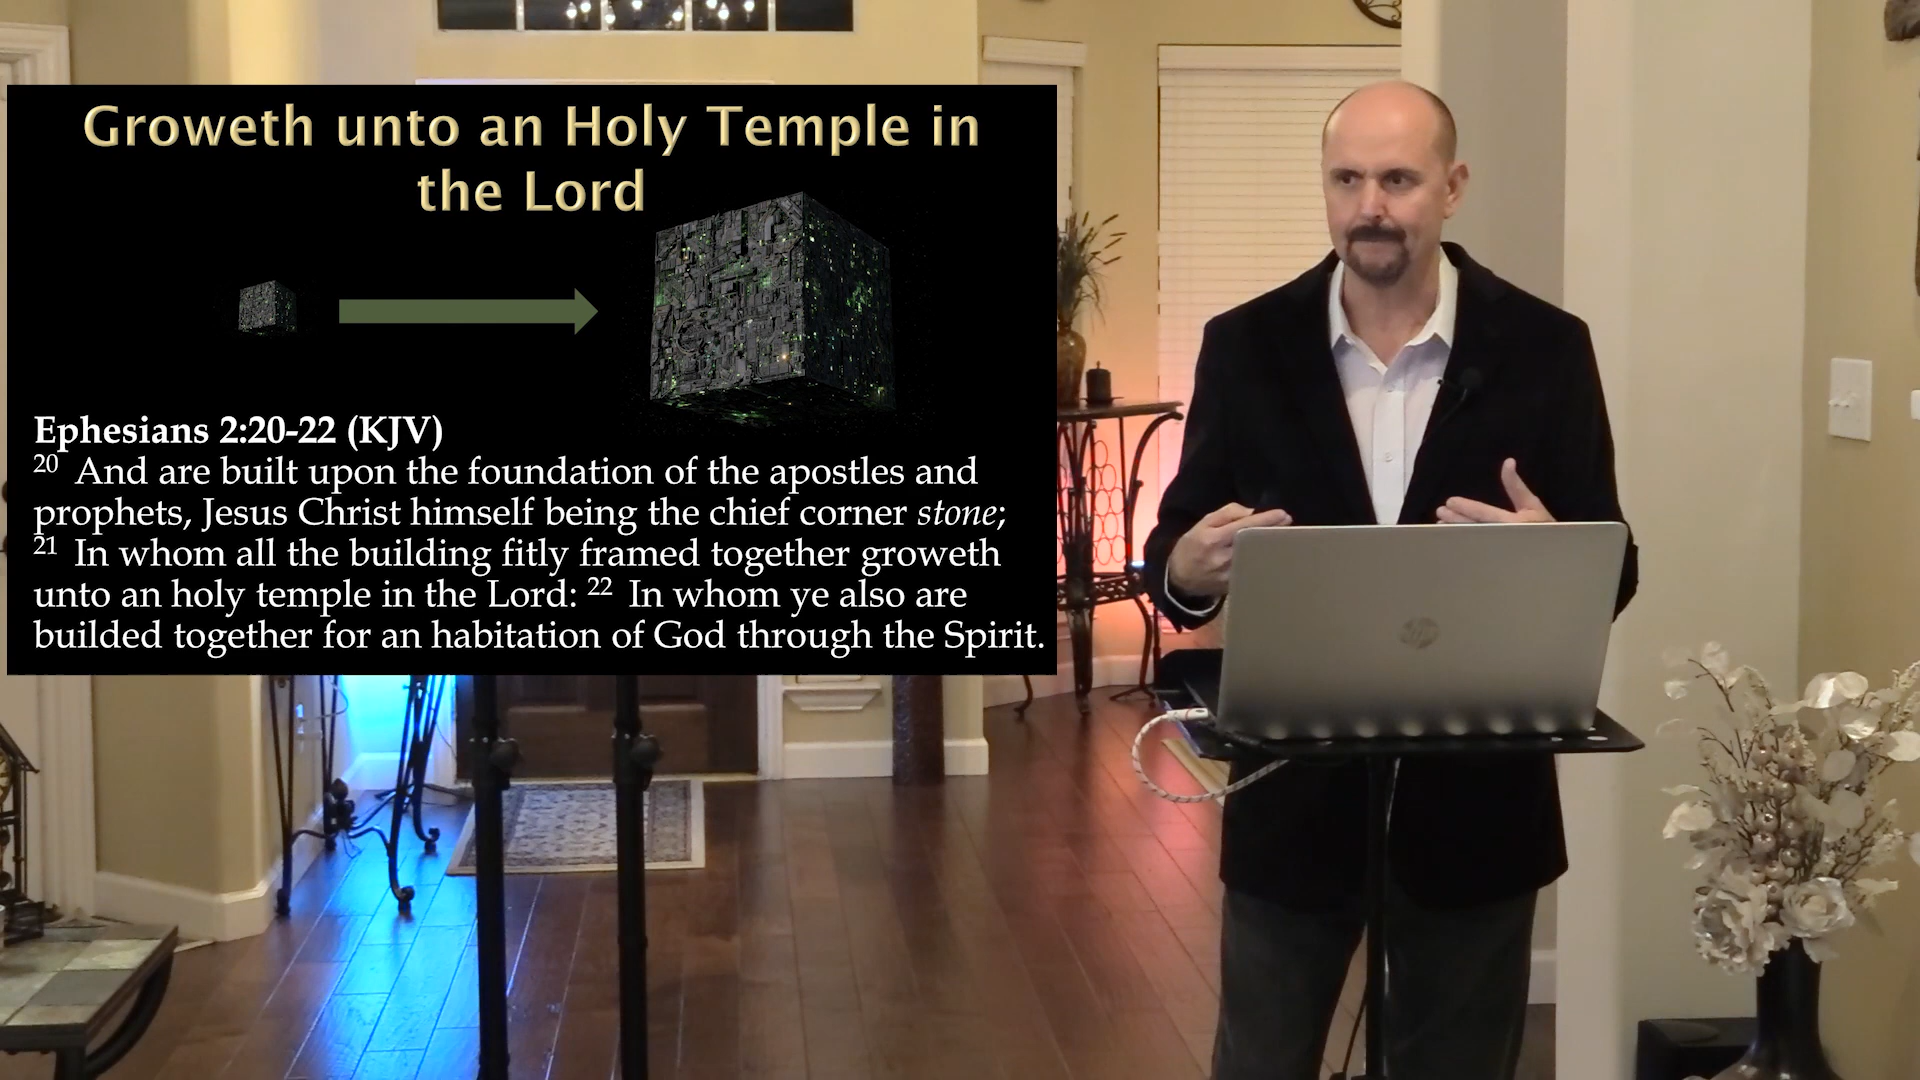 Groweth unto an Holy Temple in
the Lord
Ephesians 2:20-22 (KJV)
20 And are built upon the foundation of the apostles and
prophets, Jesus Christ himself being the chief corner stone;
21 In whom all the building fitly framed together groweth
unto an holy temple in the Lord: 22 In whom ye also are
builded together for an habitation of God through the Spirit.
hp